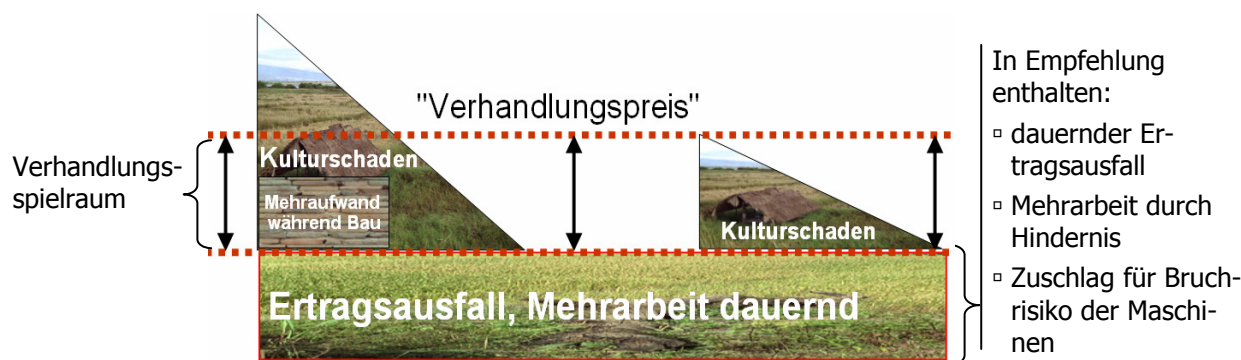 "Verhandlungspreis"
Verhandlungs-
spielraum
Kulturschaden
Mehraufwand
während Bau
Kulturschaden
Ertragsausfall, Mehrarbeit dauernd
In Empfehlung
enthalten:
▫ dauernder Er-
tragsausfall
▫ Mehrarbeit durch
Hindernis
▫ Zuschlag für Bruch-
risiko der Maschi-
nen